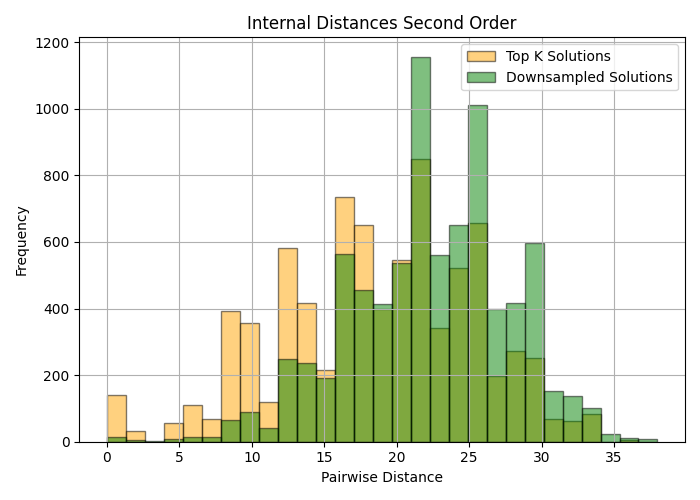 Internal Distances Second Order
Top K Solutions
Downsampled Solutions
1200
1000
800
600
400
200
0
Frequency
0 5 10 15 20 25 30 35
Pairwise Distance